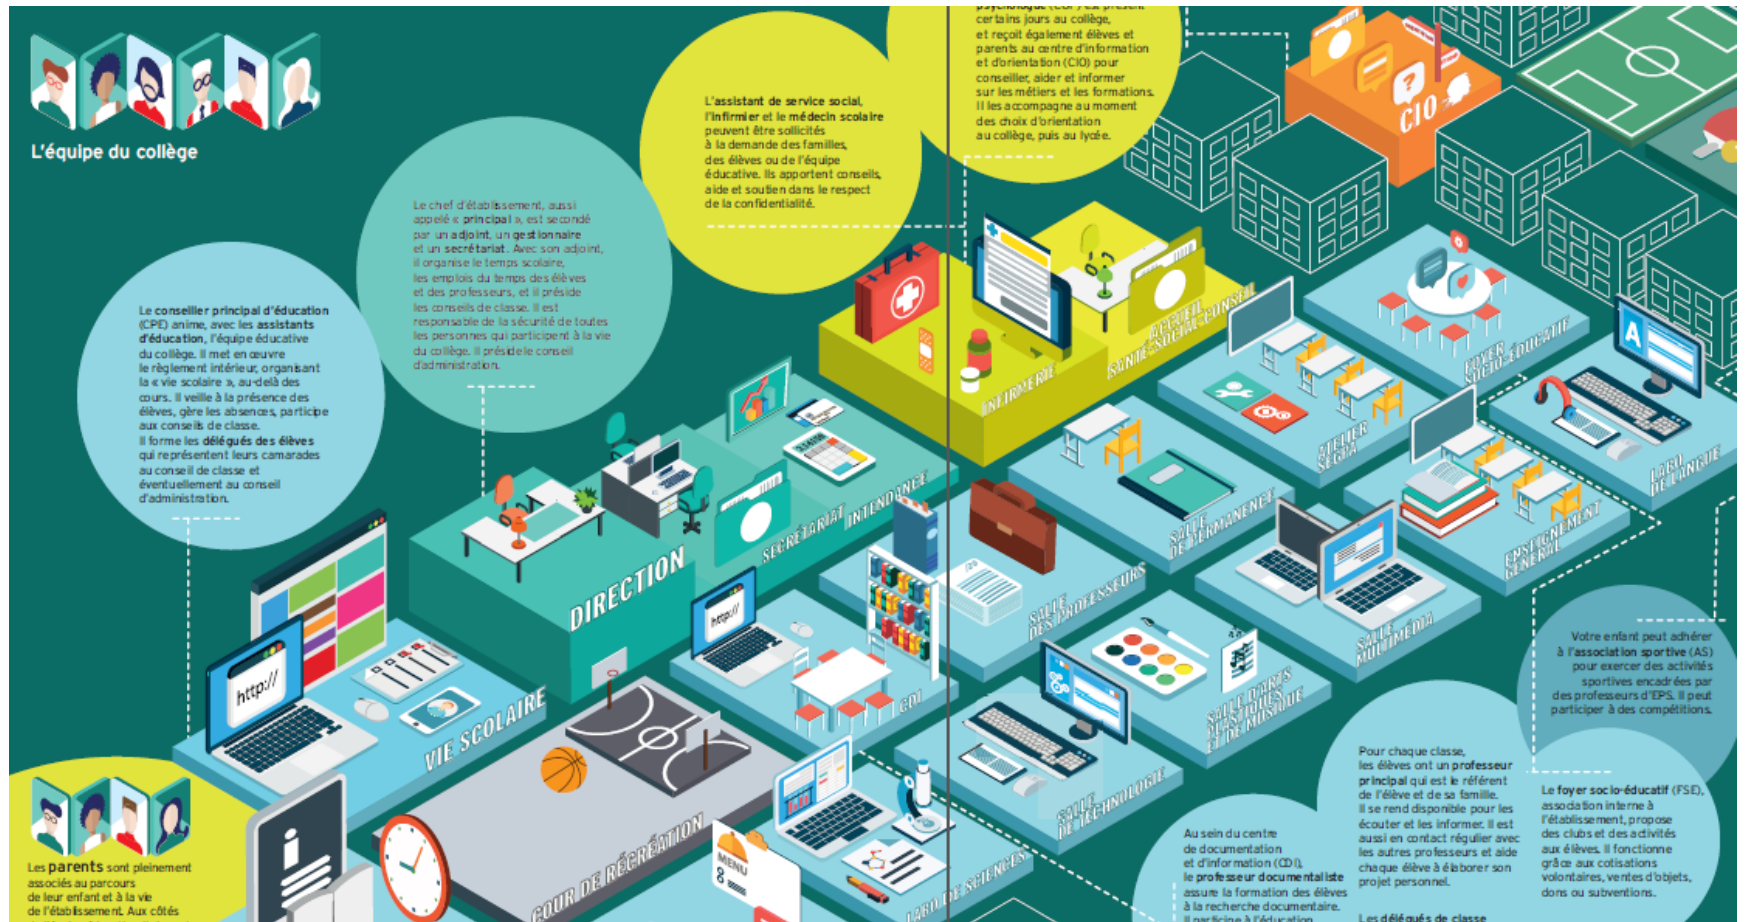 L'équipe du collège
Le conseiller principal d'éducation
(CPE) anime, avec les assistants
d'éducation, l'équipe éducative
du collège. Il met en œuvre
le règlement intérieur, organisant
la « vie scolaire », au-delà des
cours. Il veille à la présence des
élèves, gère les absences, participe
aux conseils de classe.
Il forme les délégués des élèves
qui représentent leurs camarades
au conseil de classe et
éventuellement au conseil
d'administration.
Le chef d'établissement, aussi
appelé « principal », est secondé
par un adjoint, un gestionnaire
et un secrétariat. Avec son adjoint,
il organise le temps scolaire,
les emplois du temps des élèves
et des professeurs, et il préside
les conseils de classe. Il est
responsable de la sécurité de toutes
les personnes qui participent à la vie
du collège. Il préside le conseil
d'administration.
L'assistant de service social,
l'infirmier et le médecin scolaire
peuvent être sollicités
à la demande des familles,
des élèves ou de l'équipe
éducative. Ils apportent conseils,
aide et soutien dans le respect
de la confidentialité.
psychologue (COP) est présent
certains jours au collège,
et reçoit également élèves et
parents au centre d'information
et d'orientation (CIO) pour
conseiller, aider et informer
sur les métiers et les formations.
Il les accompagne au moment
des choix d'orientation
au collège, puis au lycée.
CIO
ACCUEIL
SANTÉ-SOCIAL-CONSEIL
INFIRMERIE
FOYER
SOCIO-ÉDUCATIF
A
ATELIER
SEGPA
LABO
DE LANGUE
SALLE
DE PERMANENCE
ENSEIGNEMENT
GÉNÉRAL
INTENDANCE
SECRÉTARIAT
DIRECTION
SALLE
DES PROFESSEURS
SALLE
MULTIMÉDIA
http://
CDI
SALLE D'ARTS
PLASTIQUES
ET DE MUSIQUE
http://
VIE SCOLAIRE
SALLE
DE TECHNOLOGIE
COUR DE RÉCRÉATION
MENU
LABO DE SCIENCES
i
Les parents sont pleinement
associés au parcours
de leur enfant et à la vie
de l'établissement. Aux côtés
Au sein du centre
de documentation
et d'information (CDI),
le professeur documentaliste
assure la formation des élèves
à la recherche documentaire.
Il participe à l'éducation
Pour chaque classe,
les élèves ont un professeur
principal qui est le référent
de l'élève et de sa famille.
Il se rend disponible pour les
écouter et les informer. Il est
aussi en contact régulier avec
les autres professeurs et aide
chaque élève à élaborer son
projet personnel.
Les délégués de classe
Votre enfant peut adhérer
à l'association sportive (AS)
pour exercer des activités
sportives encadrées par
des professeurs d'EPS. Il peut
participer à des compétitions.
Le foyer socio-éducatif (FSE),
association interne à
l'établissement, propose
des clubs et des activités
aux élèves. Il fonctionne
grâce aux cotisations
volontaires, ventes d'objets,
dons ou subventions.